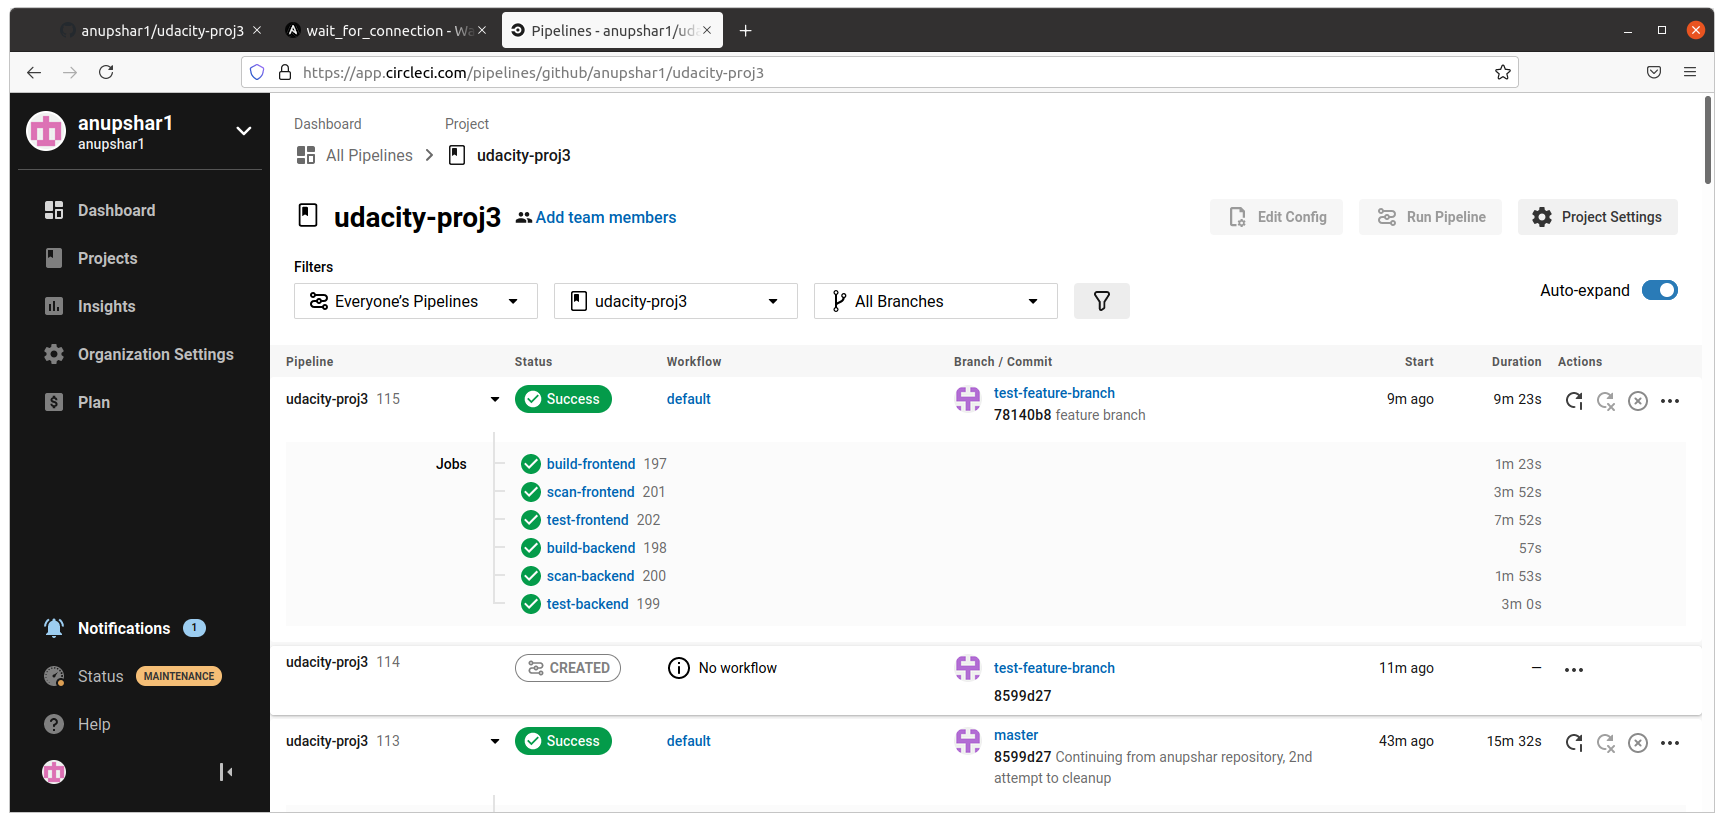 anupshar1/udacity-proj3
wait_for_connection - Wa
Pipelines - anupshar1/uda
https://app.circleci.com/pipelines/github/anupshar1/udacity-proj3
anupshar1
anupshar1
Dashboard
Projects
Insights
Organization Settings
Plan
Notifications 1
Status MAINTENANCE
Help
Dashboard Project
All Pipelines udacity-proj3
udacity-proj3 Add team members
Edit Config Run Pipeline Project Settings
Filters
Everyone’s Pipelines udacity-proj3 All Branches
Auto-expand
Pipeline Status Workflow Branch / Commit Start Duration Actions
udacity-proj3 115 Success default test-feature-branch 9m ago 9m 23s
78140b8 feature branch
Jobs
build-frontend 197 1m 23s
scan-frontend 201 3m 52s
test-frontend 202 7m 52s
build-backend 198 57s
scan-backend 200 1m 53s
test-backend 199 3m 0s
udacity-proj3 114 CREATED No workflow test-feature-branch 11m ago –
8599d27
udacity-proj3 113 Success default master 43m ago 15m 32s
8599d27 Continuing from anupshar repository, 2nd
attempt to cleanup